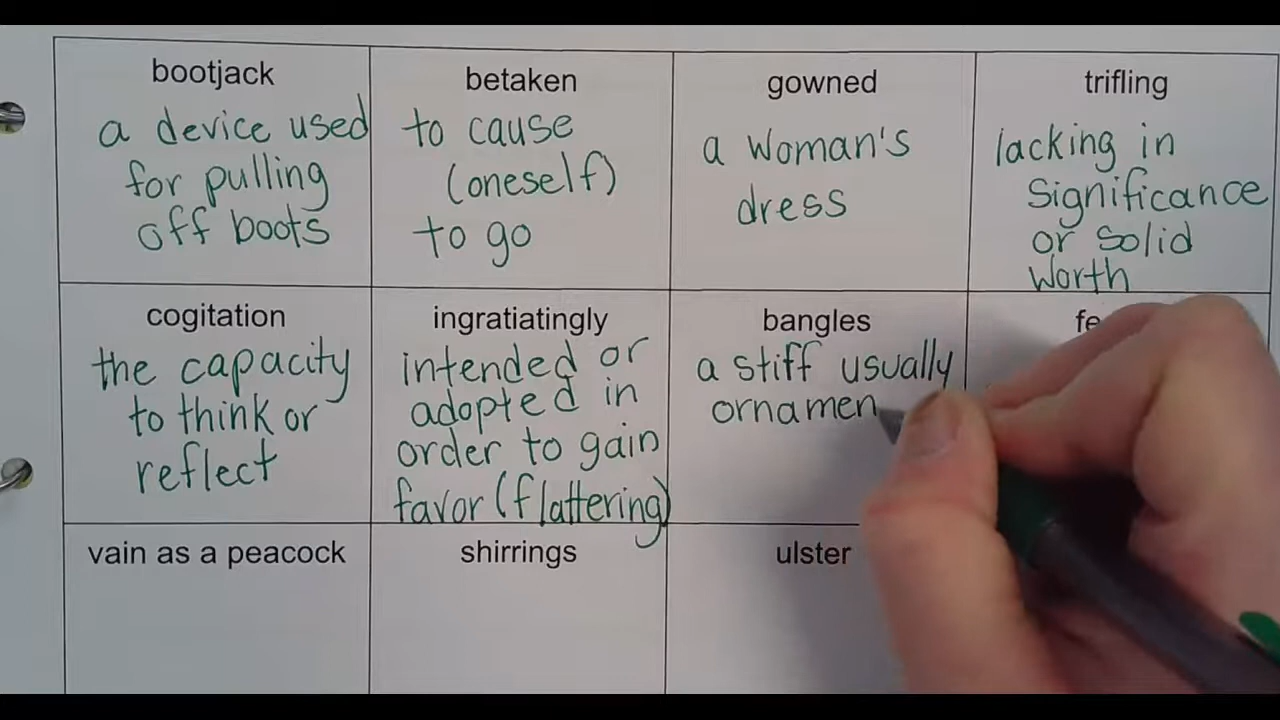 bootjack
a device used
for pulling
off boots
betaken
to cause
(oneself)
to go
gowned
a woman's
dress
trifling
lacking in
significance
or solid
worth
cogitation
the capacity
to think or
reflect
ingratiatingly
intended or
adopted in
order to gain
favor (flattering)
bangles
a stiff usually
ornamen
vain as a peacock
shirrings
ulster